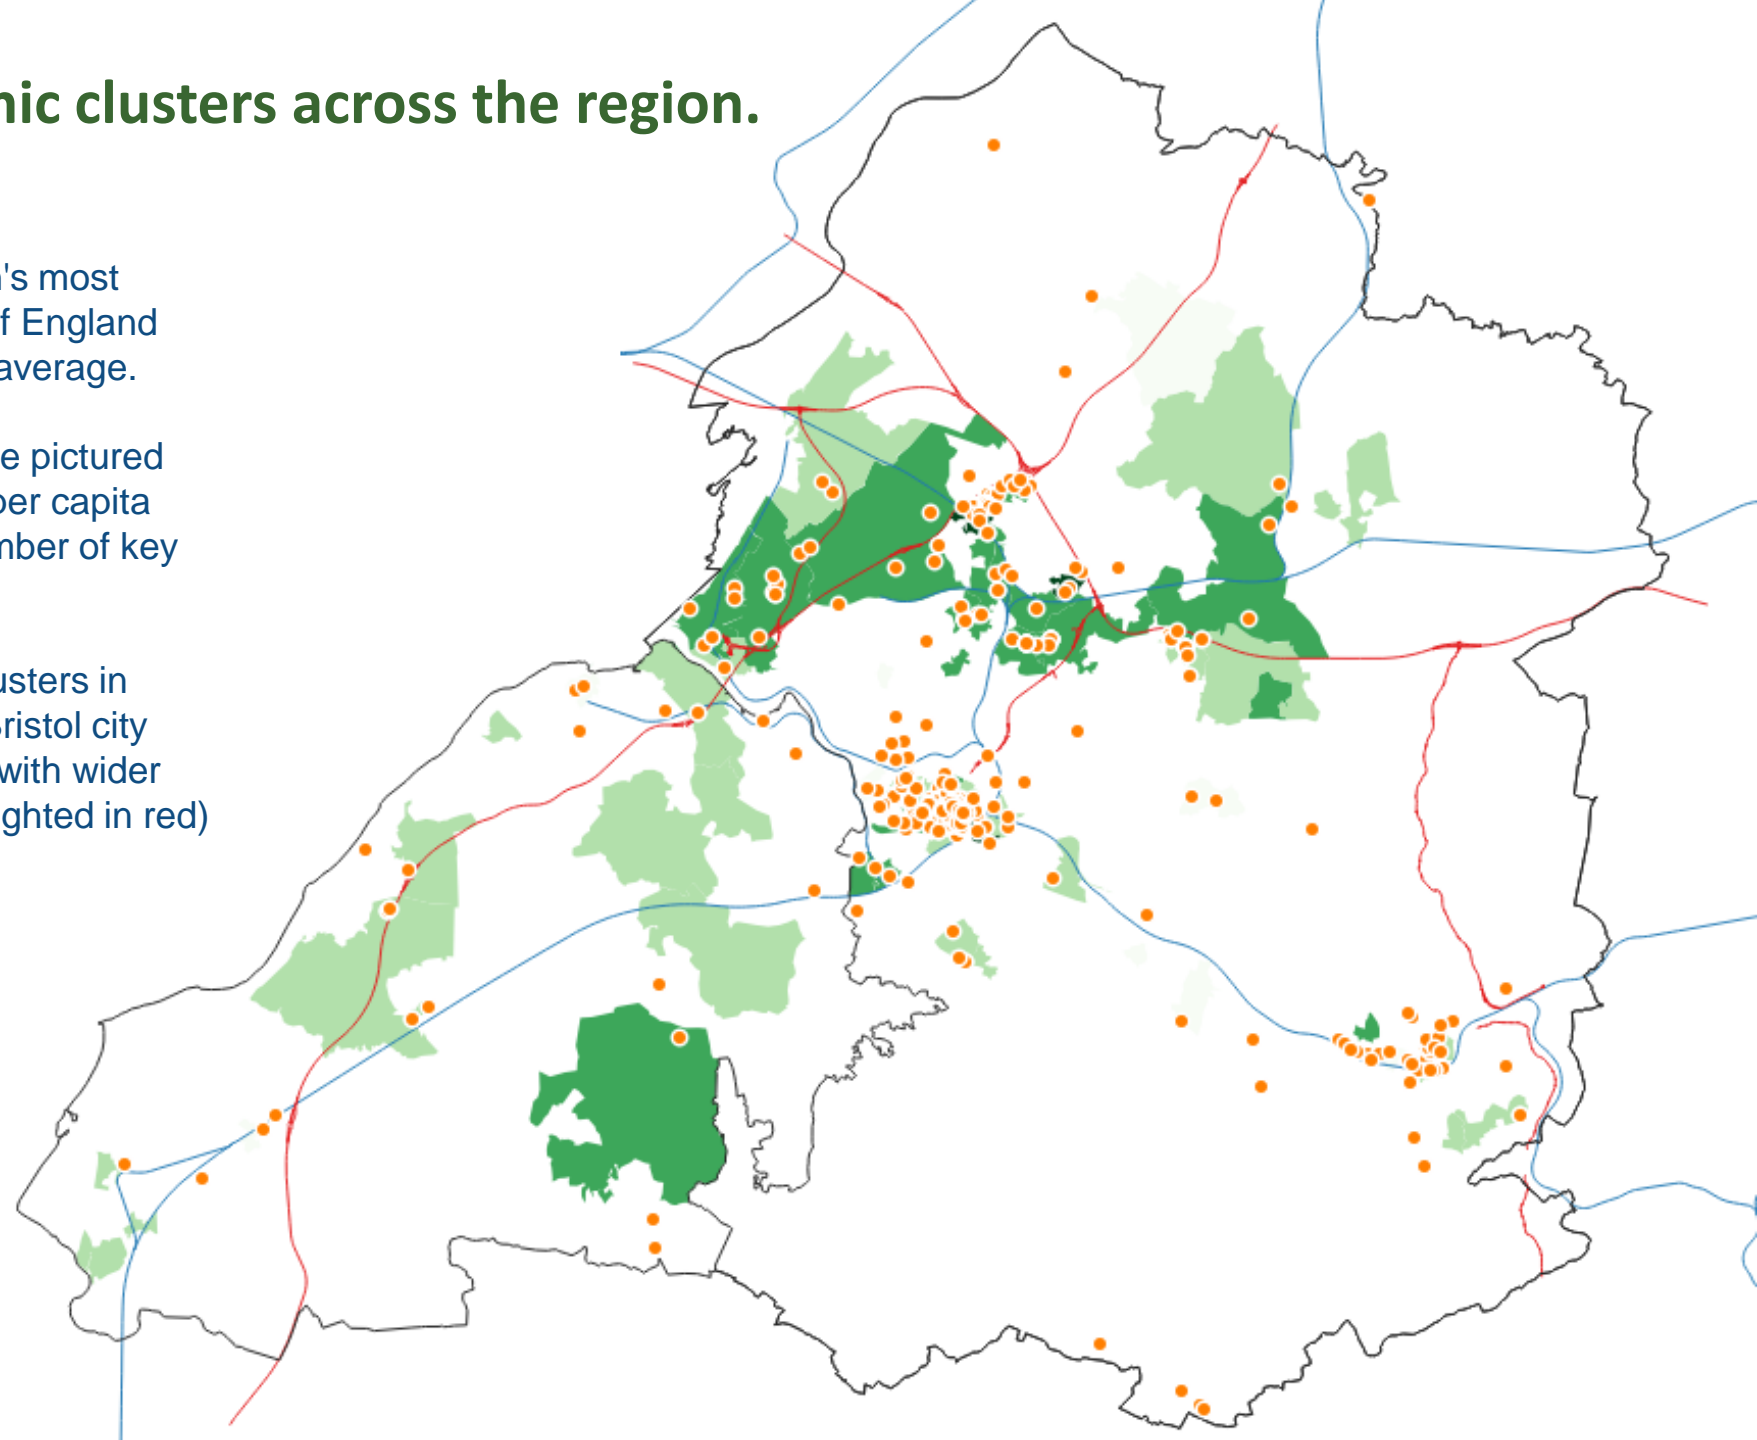 nic clusters across the region.
n's most
f England
average.
e pictured
per capita
mber of key
usters in
Bristol city
with wider
ghted in red)